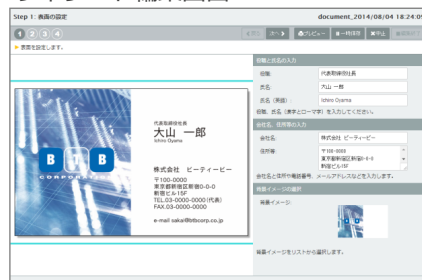 Step 1: 表面の設定
document_2014/08/04 18:24:05
1 2 3 4
次へ
プレビュー
一時保存
中止
表面を設定します。
役職と氏名の入力
役職:
代表取締役社長
氏名:
大山 一郎
氏名(英語):
Ichiro Oyama
役職、氏名(漢字とローマ字)を入力してください。
会社名、住所等の入力
会社名:
株式会社 ビーティービー
住所等:
〒100-0000
東京都新宿区新宿0-0-0
新宿ビル15F
会社名と住所や電話番号、メールアドレスなどを入力します。
背景イメージの選択
背景イメージ:
背景イメージをリストから選択します。
代表取締役社長
大山 一郎
Ichiro Oyama
B T B
CORPORATION
株式会社 ビーティービー
〒100-0000
東京都新宿区新宿0-0-0
新宿ビル15F
TEL.03-0000-0000(代表)
FAX.03-0000-0000
e-mail sakai@btbcorp.co.jp